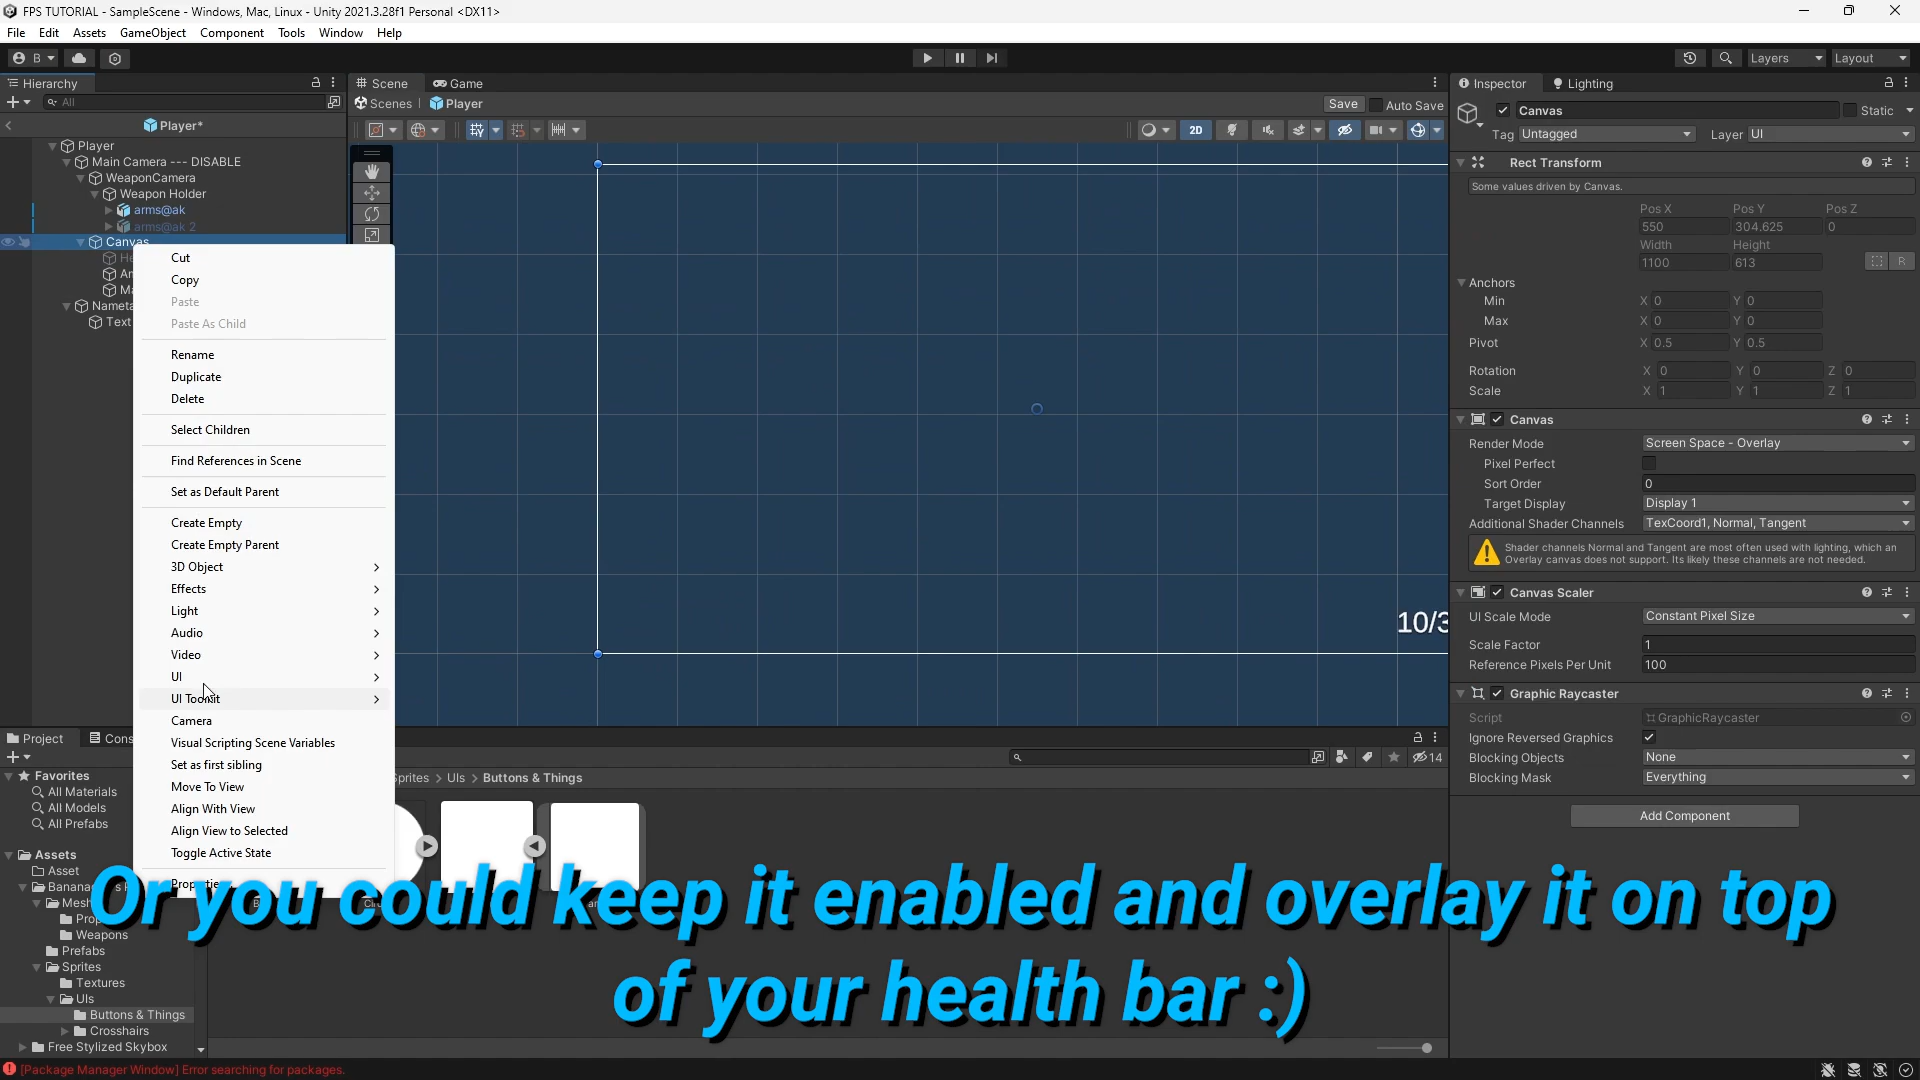 FPS TUTORIAL - SampleScene - Windows, Mac, Linux - Unity 2021.3.28f1 Personal <DX11>
File Edit Assets GameObject Component Tools Window Help
B Layers Layout
Hierarchy Scene Game Inspector Lighting
All Scenes Player Save Auto Save Canvas Static
Player*
Tag Untagged Layer UI
2D
Player
Main Camera --- DISABLE
WeaponCamera
Weapon Holder
arms@ak
arms@ak 2
Canvas
Nameta
Text
Cut
Copy
Paste
Paste As Child
Rename
Duplicate
Delete
Select Children
Find References in Scene
Set as Default Parent
Create Empty
Create Empty Parent
3D Object
Effects
Light
Audio
Video
UI
UI Toolkit
Camera
Visual Scripting Scene Variables
Set as first sibling
Move To View
Align With View
Align View to Selected
Toggle Active State
Properties
10/3
Rect Transform
Some values driven by Canvas.
Pos X Pos Y Pos Z
550 304.625 0
Width Height
1100 613 R
Anchors
Min X 0 Y 0
Max X 0 Y 0
Pivot X 0.5 Y 0.5
Rotation X 0 Y 0 Z 0
Scale X 1 Y 1 Z 1
Canvas
Render Mode Screen Space - Overlay
Pixel Perfect
Sort Order 0
Target Display Display 1
Additional Shader Channels TexCoord1, Normal, Tangent
Shader channels Normal and Tangent are most often used with lighting, which an
Overlay canvas does not support. Its likely these channels are not needed.
Canvas Scaler
UI Scale Mode Constant Pixel Size
Scale Factor 1
Reference Pixels Per Unit 100
Graphic Raycaster
Script GraphicRaycaster
Ignore Reversed Graphics
Blocking Objects None
Blocking Mask Everything
Add Component
Project Cons
14
Sprites > UIs > Buttons & Things
Favorites
All Materials
All Models
All Prefabs
Assets
Asset
Meshe
Prop
Weapons
Prefabs
Sprites
Textures
UIs
Buttons & Things
Crosshairs
Free Stylized Skybox
Or you could keep it enabled and overlay it on top
of your health bar :)
[Package Manager Window] Error searching for packages.